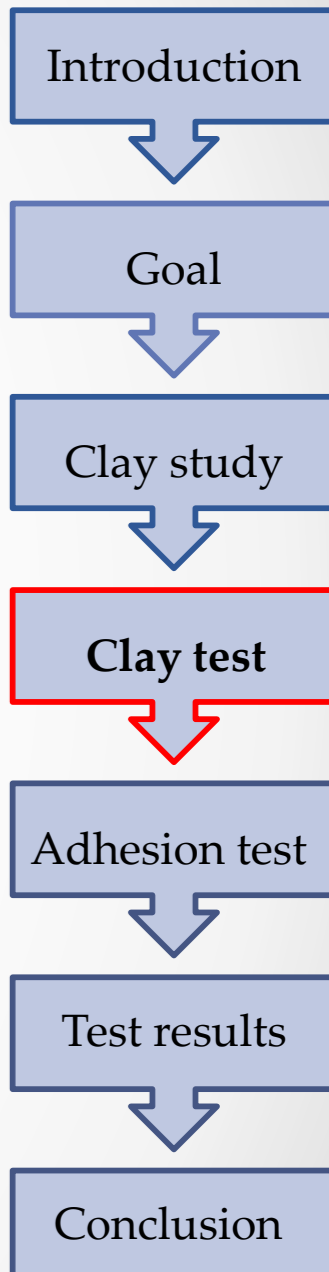 Introduction
Goal
Clay study
Clay test
Adhesion test
Test results
Conclusion